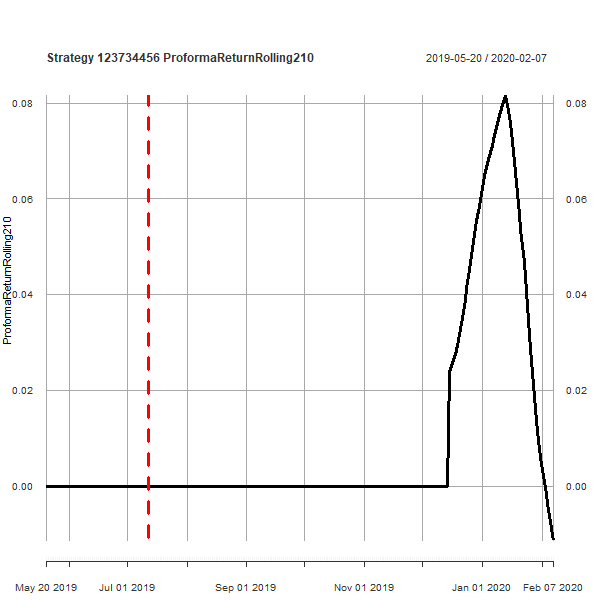 Strategy 123734456 ProformaReturnRolling210
2019-05-20 / 2020-02-07
ProformaReturnRolling210
0.08
0.06
0.04
0.02
0.00
0.08
0.06
0.04
0.02
0.00
May 20 2019
Jul 01 2019
Sep 01 2019
Nov 01 2019
Jan 01 2020
Feb 07 2020